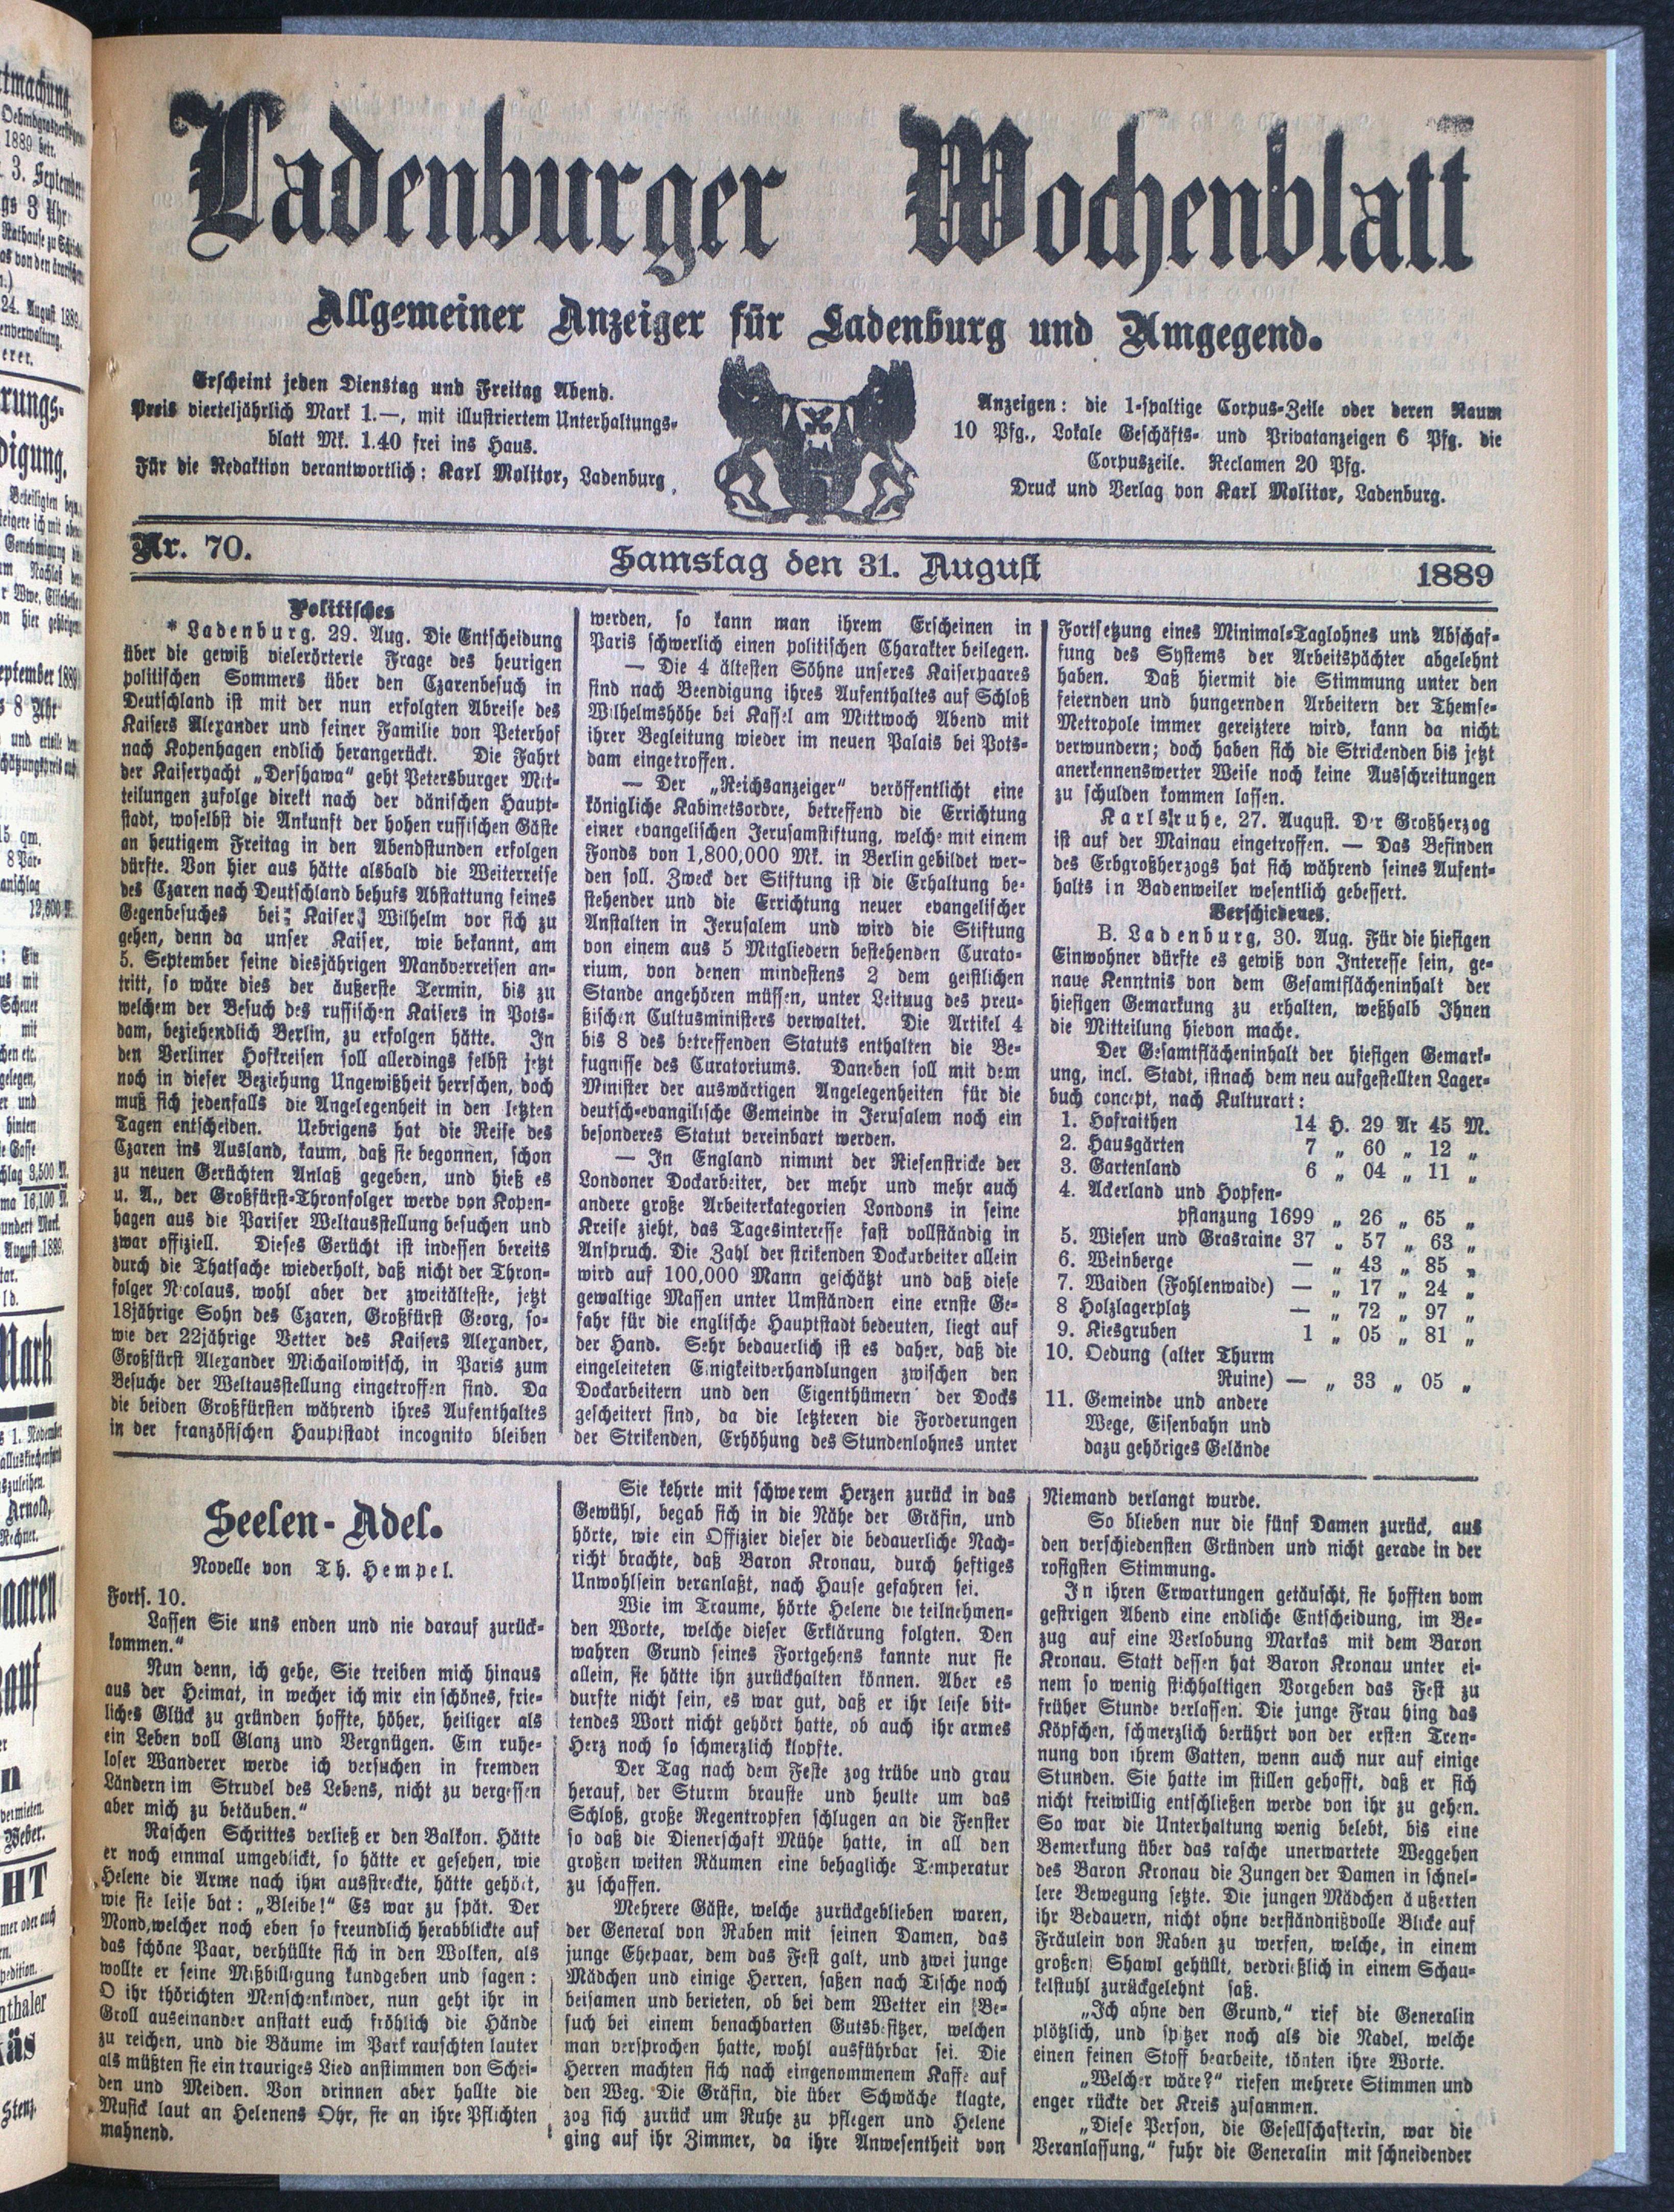 Ladenburger Wochenblatt
Allgemeiner Anzeiger für Ladenburg und Umgegend.
Erscheint jeden Dienstag und Freitag Abend.
Preis vierteljährlich Mark 1.—, mit illustriertem Unterhaltungs-
blatt Mk. 1.40 frei ins Haus.
Für die Redaktion verantwortlich: Karl Molitor, Ladenburg.
Anzeigen: die 1-spaltige Corpus-Zeile oder deren Raum
10 Pfg., Lokale Geschäfts- und Privatanzeigen 6 Pfg. die
Corpuszeile. Reclamen 20 Pfg.
Druck und Verlag von Karl Molitor, Ladenburg.
Nr. 70.
Samstag den 31. August
1889
Politisches
* Ladenburg. 29. Aug. Die Entscheidung
über die gewiß vielerörterte Frage des heurigen
politischen Sommers über den Czarenbesuch in
Deutschland ist mit der nun erfolgten Abreise des
Kaisers Alexander und seiner Familie von Peterhof
nach Kopenhagen endlich herangerückt. Die Fahrt
der Kaiseryacht „Dershawa“ geht Petersburger Mit-
teilungen zufolge direkt nach der dänischen Haupt-
stadt, woselbst die Ankunft der hohen russischen Gäste
an heutigem Freitag in den Abendstunden erfolgen
dürfte. Von hier aus hätte alsbald die Weiterreise
des Czaren nach Deutschland behufs Abstattung seines
Gegenbesuches bei Kaiser Wilhelm vor sich zu
gehen, denn da unser Kaiser, wie bekannt, am
5. September seine diesjährigen Manöverreisen an-
tritt, so wäre dies der äußerste Termin, bis zu
welchem der Besuch des russischen Kaisers in Pots-
dam, beziehendlich Berlin, zu erfolgen hätte. In
den Berliner Hofkreisen soll allerdings selbst jetzt
noch in dieser Beziehung Ungewißheit herrschen, doch
muß sich jedenfalls die Angelegenheit in den letzten
Tagen entscheiden. Uebrigens hat die Reise des
Czaren ins Ausland, kaum, daß sie begonnen, schon
zu neuen Gerüchten Anlaß gegeben, und hieß es
u. A., der Großfürst-Thronfolger werde von Kopen-
hagen aus die Pariser Weltausstellung besuchen und
zwar offiziell. Dieses Gerücht ist indessen bereits
durch die Thatsache wiederholt, daß nicht der Thron-
folger Nicolaus, wohl aber der zweitälteste, jetzt
18jährige Sohn des Czaren, Großfürst Georg, so-
wie der 22jährige Vetter des Kaisers Alexander,
Großfürst Alexander Michailowitsch, in Paris zum
Besuche der Weltausstellung eingetroffen sind. Da
die beiden Großfürsten während ihres Aufenthaltes
in der französischen Hauptstadt incognito bleiben
werden, so kann man ihrem Erscheinen in
Paris schwerlich einen politischen Charakter beilegen.
— Die 4 ältesten Söhne unseres Kaiserpaares
sind nach Beendigung ihres Aufenthaltes auf Schloß
Wilhelmshöhe bei Kassel am Mittwoch Abend mit
ihrer Begleitung wieder im neuen Palais bei Pots-
dam eingetroffen.
— Der „Reichsanzeiger“ veröffentlicht eine
königliche Kabinetsordre, betreffend die Errichtung
einer evangelischen Jerusamstiftung, welche mit einem
Fonds von 1,800,000 Mk. in Berlin gebildet wer-
den soll. Zweck der Stiftung ist die Erhaltung be-
stehender und die Errichtung neuer evangelischer
Anstalten in Jerusalem und wird die Stiftung
von einem aus 5 Mitgliedern bestehenden Curato-
rium, von denen mindestens 2 dem geistlichen
Stande angehören müssen, unter Leitung des preu-
ßischen Cultusministers verwaltet. Die Artikel 4
bis 8 des betreffenden Statuts enthalten die Be-
fugnisse des Curatoriums. Daneben soll mit dem
Minister der auswärtigen Angelegenheiten für die
deutsch-evangilische Gemeinde in Jerusalem noch ein
besonderes Statut vereinbart werden.
— In England nimmt der Riesenstricke der
Londoner Dockarbeiter, der mehr und mehr auch
andere große Arbeiterkategorien Londons in seine
Kreise zieht, das Tagesinteresse fast vollständig in
Anspruch. Die Zahl der strikenden Dockarbeiter allein
wird auf 100,000 Mann geschätzt und daß diese
gewaltige Massen unter Umständen eine ernste Ge-
fahr für die englische Hauptstadt bedeuten, liegt auf
der Hand. Sehr bedauerlich ist es daher, daß die
eingeleiteten Einigkeitverhandlungen zwischen den
Dockarbeitern und den Eigenthümern der Docks
gescheitert sind, da die letzteren die Forderungen
der Strikenden, Erhöhung des Stundenlohnes unter
Fortsetzung eines Minimal-Taglohnes und Abschaf-
fung des Systems der Arbeitspächter abgelehnt
haben. Daß hiermit die Stimmung unter den
feiernden und hungernden Arbeitern der Themse-
Metropole immer gereiztere wird, kann da nicht
verwundern; doch haben sich die Strickenden bis jetzt
anerkennenswerter Weise noch keine Ausschreitungen
zu schulden kommen lassen.
Karlsruhe, 27. August. Der Großherzog
ist auf der Mainau eingetroffen. — Das Befinden
des Erbgroßherzogs hat sich während seines Aufent-
halts in Badenweiler wesentlich gebessert.
Verschiedenes.
B. Ladenburg, 30. Aug. Für die hiesigen
Einwohner dürfte es gewiß von Interesse sein, ge-
naue Kenntnis von dem Gesamtflächeninhalt der
hiesigen Gemarkung zu erhalten, weßhalb Ihnen
die Mitteilung hievon mache.
Der Gesamtflächeninhalt der hiesigen Gemark-
ung, incl. Stadt, istnach dem neu aufgestellten Lager-
buch concept, nach Kulturart:
1. Hofraithen 14 H. 29 Ar 45 M.
2. Hausgärten 7 „ 60 „ 12 „
3. Gartenland 6 „ 04 „ 11 „
4. Ackerland und Hopfen-
pflanzung 1699 „ 26 „ 65 „
5. Wiesen und Grasraine 37 „ 57 „ 63 „
6. Weinberge — „ 43 „ 85 „
7. Waiden (Fohlenwaide) — „ 17 „ 24 „
8 Holzlagerplatz — „ 72 „ 97 „
9. Kiesgruben 1 „ 05 „ 81 „
10. Oedung (alter Thurm
Ruine) — „ 33 „ 05 „
11. Gemeinde und andere
Wege, Eisenbahn und
dazu gehöriges Gelände
Seelen-Adel.
Novelle von Th. Hempel.
Forts. 10.
Lassen Sie uns enden und nie darauf zurück-
kommen.“
Nun denn, ich gehe, Sie treiben mich hinaus
aus der Heimat, in wecher ich mir ein schönes, frie-
liches Glück zu gründen hoffte, höher, heiliger als
ein Leben voll Glanz und Vergnügen. Ein ruhe-
loser Wanderer werde ich versuchen in fremden
Ländern im Strudel des Lebens, nicht zu vergessen
aber mich zu betäuben.“
Raschen Schrittes verließ er den Balkon. Hätte
er noch einmal umgeblickt, so hätte er gesehen, wie
Helene die Arme nach ihm ausstreckte, hätte gehört,
wie sie leise bat: „Bleibe!“ Es war zu spät. Der
Mond,welcher noch eben so freundlich herabblickte auf
das schöne Paar, verhüllte sich in den Wolken, als
wollte er seine Mißbilligung kundgeben und sagen:
O ihr thörichten Menschenkinder, nun geht ihr in
Groll auseinander anstatt euch fröhlich die Hände
zu reichen, und die Bäume im Park rauschten lauter
als müßten sie ein trauriges Lied anstimmen von Schei-
den und Meiden. Von drinnen aber hallte die
Musick laut an Helenens Ohr, sie an ihre Pflichten
mahnend.
Sie kehrte mit schwerem Herzen zurück in das
Gewühl, begab sich in die Nähe der Gräfin, und
hörte, wie ein Offizier dieser die bedauerliche Nach-
richt brachte, daß Baron Kronau, durch heftiges
Unwohlsein veranlaßt, nach Hause gefahren sei.
Wie im Traume, hörte Helene die teilnehmen-
den Worte, welche dieser Erklärung folgten. Den
wahren Grund seines Fortgehens kannte nur sie
allein, sie hätte ihn zurückhalten können. Aber es
durfte nicht sein, es war gut, daß er ihr leise bit-
tendes Wort nicht gehört hatte, ob auch ihr armes
Herz noch so schmerzlich klopfte.
Der Tag nach dem Feste zog trübe und grau
herauf, der Sturm brauste und heulte um das
Schloß, große Regentropfen schlugen an die Fenster
so daß die Dienerschaft Mühe hatte, in all den
großen weiten Räumen eine behagliche Temperatur
zu schaffen.
Mehrere Gäste, welche zurückgeblieben waren,
der General von Raben mit seinen Damen, das
junge Ehepaar, dem das Fest galt, und zwei junge
Mädchen und einige Herren, saßen nach Tische noch
beisamen und berieten, ob bei dem Wetter ein Be-
such bei einem benachbarten Gutsbesitzer, welchen
man versprochen hatte, wohl ausführbar sei. Die
Herren machten sich nach eingenommenem Kaffe auf
den Weg. Die Gräfin, die über Schwäche klagte,
zog sich zurück um Ruhe zu pflegen und Helene
ging auf ihr Zimmer, da ihre Anwesentheit von
Niemand verlangt wurde.
So blieben nur die fünf Damen zurück, aus
den verschiedensten Gründen und nicht gerade in der
rosigsten Stimmung.
In ihren Erwartungen getäuscht, sie hofften vom
gestrigen Abend eine endliche Entscheidung, im Be-
zug auf eine Verlobung Markas mit dem Baron
Kronau. Statt dessen hat Baron Kronau unter ei-
nem so wenig stichhaltigen Vorgeben das Fest zu
früher Stunde verlassen. Die junge Frau hing das
Köpfchen, schmerzlich berührt von der ersten Tren-
nung von ihrem Gatten, wenn auch nur auf einige
Stunden. Sie hatte im stillen gehofft, daß er sich
nicht freiwillig entschließen werde von ihr zu gehen.
So war die Unterhaltung wenig belebt, bis eine
Bemerkung über das rasche unerwartete Weggehen
des Baron Kronau die Zungen der Damen in schnel-
lere Bewegung setzte. Die jungen Mädchen äußerten
ihr Bedauern, nicht ohne verständnißvolle Blicke auf
Fräulein von Raben zu werfen, welche, in einem
großen Shawl gehüllt, verdrießlich in einem Schau-
kelstuhl zurückgelehnt saß.
„Ich ahne den Grund,“ rief die Generalin
plötzlich, und spitzer noch als die Nadel, welche
einen feinen Stoff bearbeite, tönten ihre Worte.
„Welcher wäre?“ riefen mehrere Stimmen und
enger rückte der Kreis zusammen.
„Diese Person, die Gesellschafterin, war die
Veranlassung,“ fuhr die Generalin mit schneidender